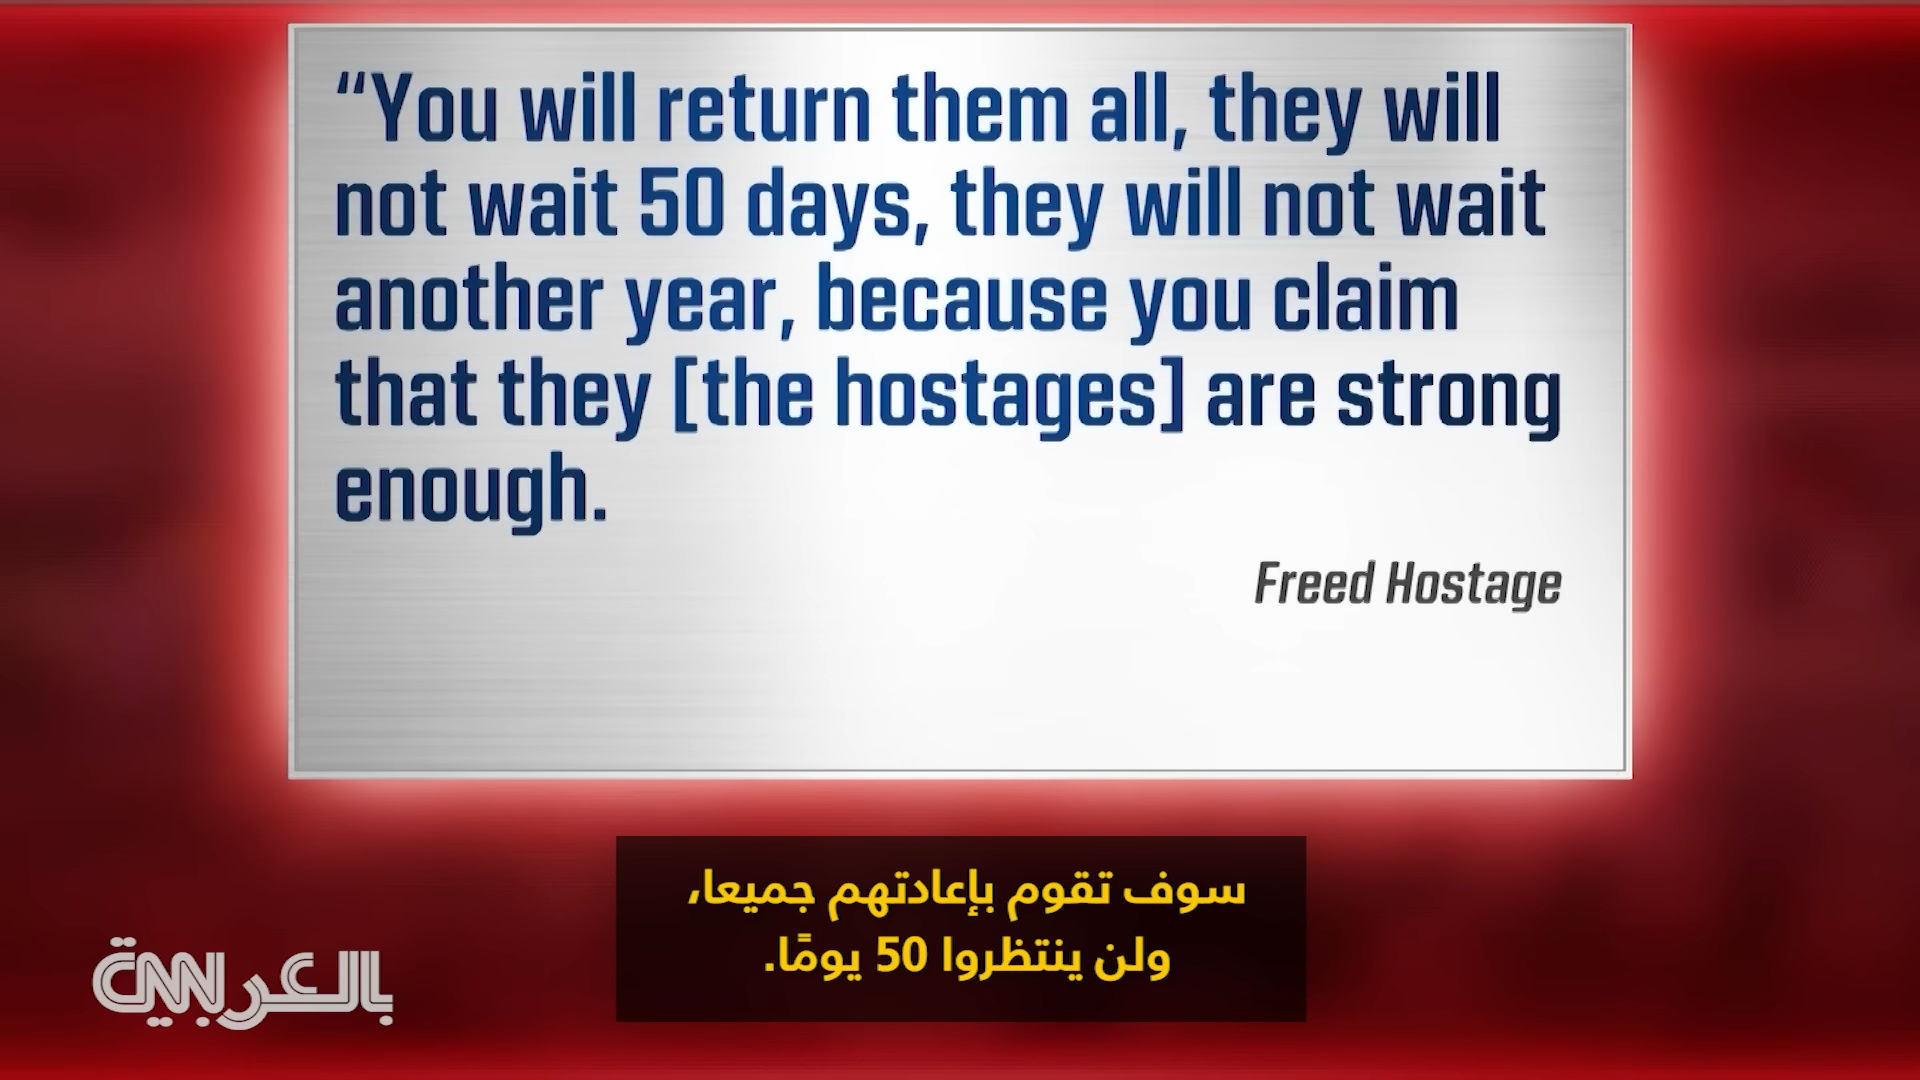 “You will return them all, they will
not wait 50 days, they will not wait
another year, because you claim
that they [the hostages] are strong
enough.
Freed Hostage
سوف تقوم بإعادتهم جميعا،
ولن ينتظروا 50 يومًا.
CNN بالعربية